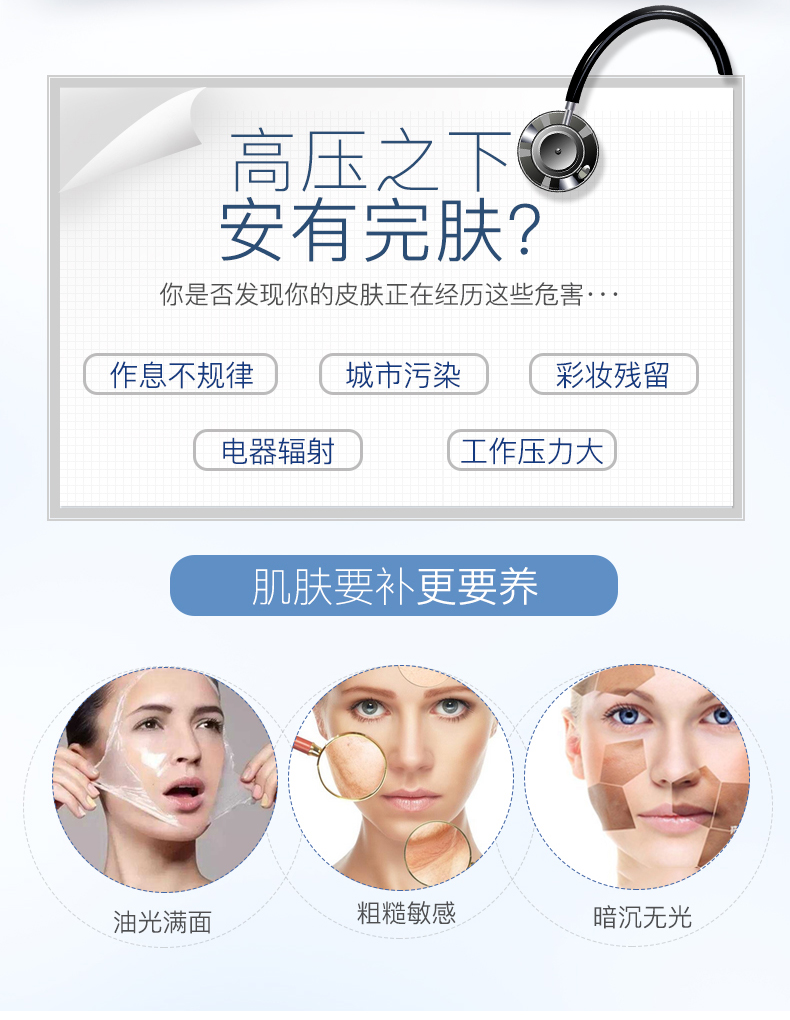 高压之下
安有完肤?
你是否发现你的皮肤正在经历这些危害···
作息不规律 城市污染 彩妆残留
电器辐射 工作压力大
肌肤要补更要养
油光满面 粗糙敏感 暗沉无光